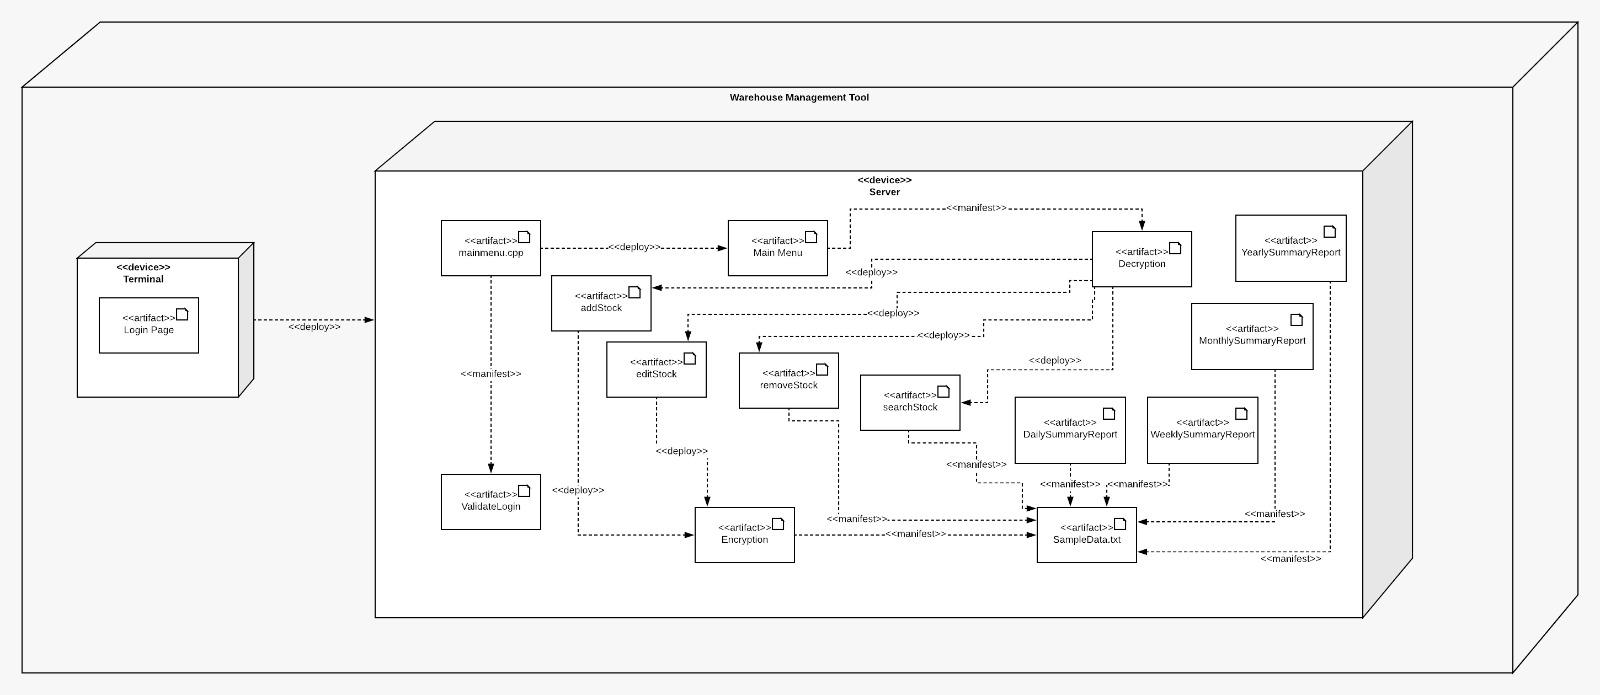 Warehouse Management Tool
<<device>>
Server
<<device>>
Terminal
<<artifact>>
Login Page
<<deploy>>
<<artifact>>
mainmenu.cpp
<<deploy>>
<<artifact>>
Main Menu
<<manifest>>
<<artifact>>
Decryption
<<artifact>>
YearlySummaryReport
<<deploy>>
<<artifact>>
addStock
<<deploy>>
<<artifact>>
MonthlySummaryReport
<<deploy>>
<<artifact>>
editStock
<<deploy>>
<<artifact>>
removeStock
<<manifest>>
<<artifact>>
searchStock
<<artifact>>
DailySummaryReport
<<artifact>>
WeeklySummaryReport
<<deploy>>
<<manifest>>
<<manifest>>
<<manifest>>
<<deploy>>
<<artifact>>
ValidateLogin
<<manifest>>
<<manifest>>
<<artifact>>
Encryption
<<manifest>>
<<artifact>>
SampleData.txt
<<manifest>>